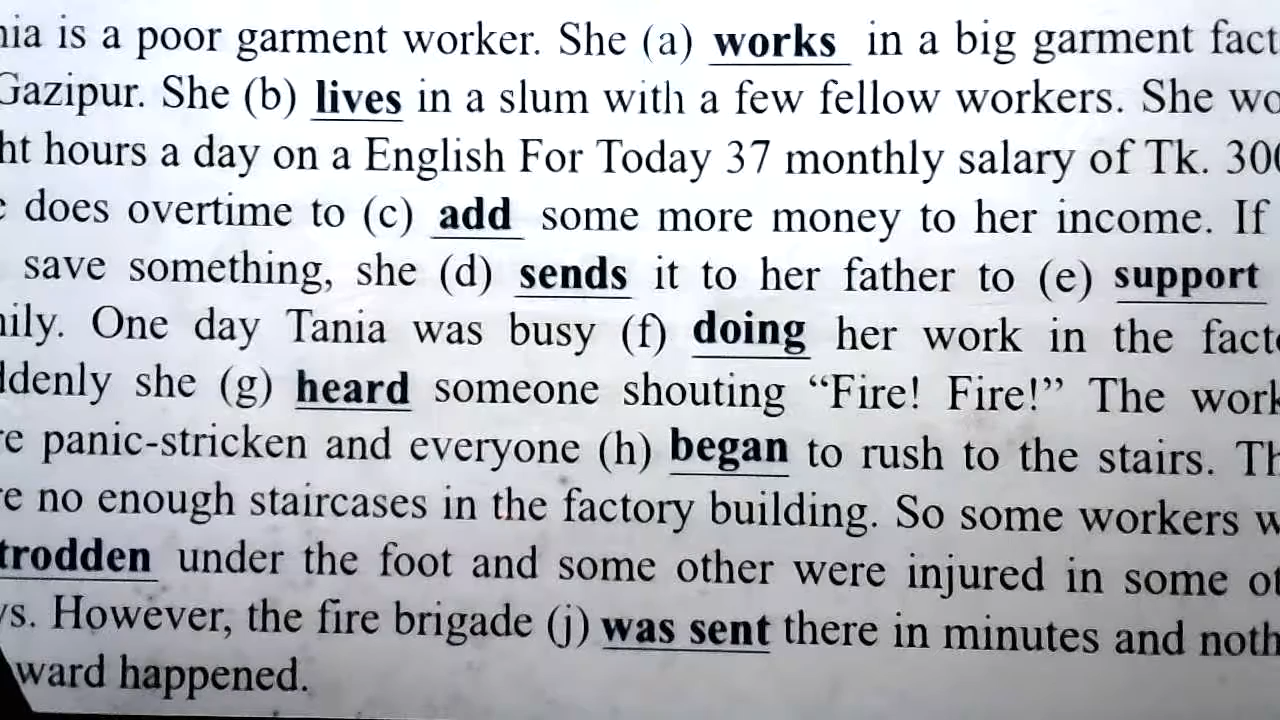 nia is a poor garment worker. She (a) works in a big garment fact
Gazipur. She (b) lives in a slum with a few fellow workers. She wo
ht hours a day on a English For Today 37 monthly salary of Tk. 300
e does overtime to (c) add some more money to her income. If
save something, she (d) sends it to her father to (e) support
ily. One day Tania was busy (f) doing her work in the facto
ddenly she (g) heard someone shouting “Fire! Fire!” The work
re panic-stricken and everyone (h) began to rush to the stairs. Th
re no enough staircases in the factory building. So some workers w
trodden under the foot and some other were injured in some ot
ys. However, the fire brigade (j) was sent there in minutes and noth
ward happened.